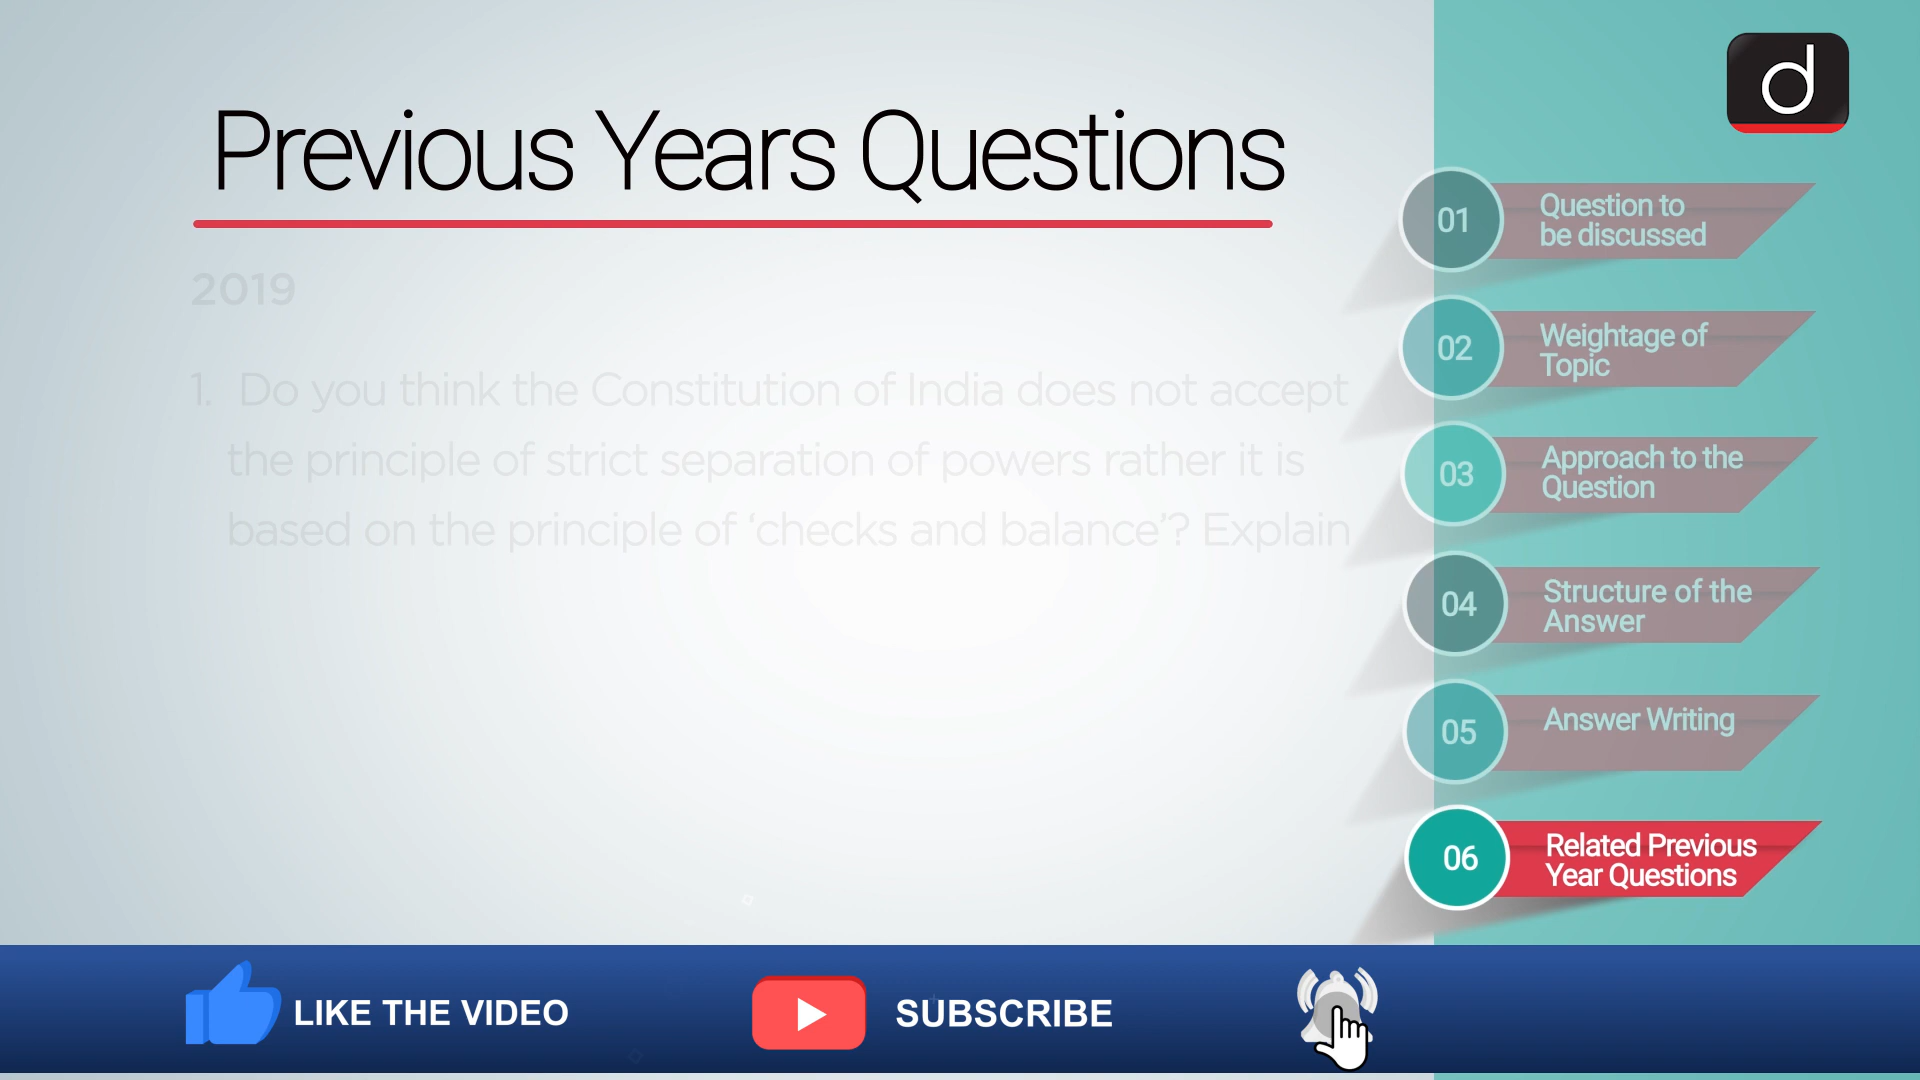 Previous Years Questions
2019
1. Do you think the Constitution of India does not accept
the principle of strict separation of powers rather it is
based on the principle of ‘checks and balance’? Explain
d
01
Question to
be discussed
02
Weightage of
Topic
03
Approach to the
Question
04
Structure of the
Answer
05
Answer Writing
06
Related Previous
Year Questions
LIKE THE VIDEO
SUBSCRIBE